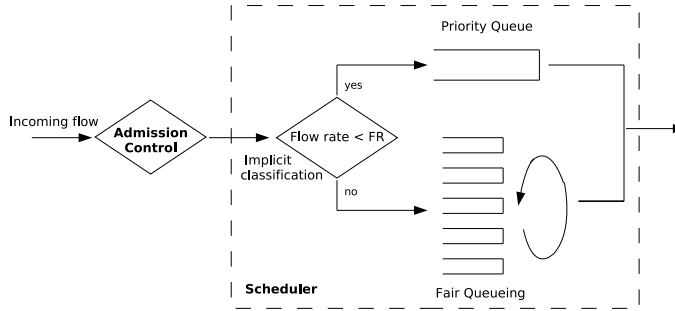 Priority Queue
yes
Incoming flow
Admission
Control
Flow rate < FR
Implicit
classification
no
Scheduler
Fair Queueing